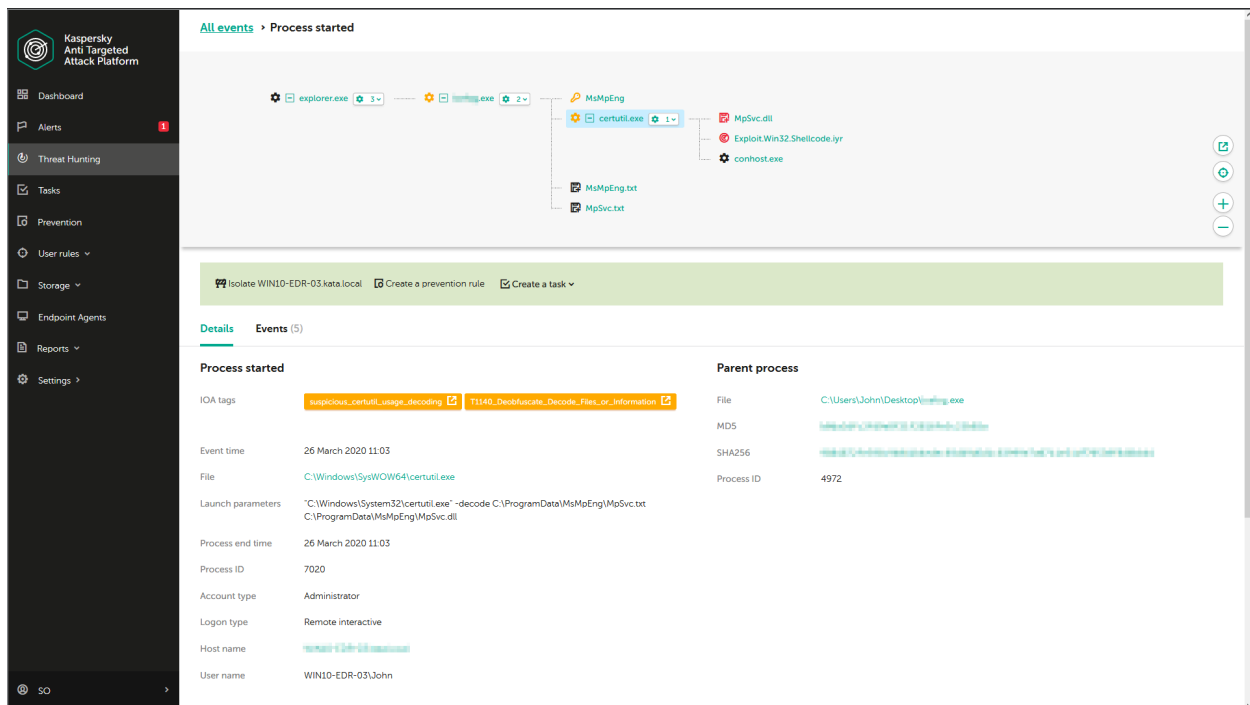 Kaspersky
Anti Targeted
Attack Platform
Dashboard
Alerts 1
Threat Hunting
Tasks
Prevention
User rules
Storage
Endpoint Agents
Reports
Settings
SO
All events › Process started
explorer.exe 3
.exe 2
MsMpEng
certutil.exe 1
MpSvc.dll
Exploit.Win32.Shellcode.iyr
conhost.exe
MsMpEng.txt
MpSvc.txt
Isolate WIN10-EDR-03.kata.local Create a prevention rule Create a task
Details Events (5)
Process started
IOA tags suspicious_certutil_usage_decoding T1140_Deobfuscate_Decode_Files_or_Information
Event time 26 March 2020 11:03
File C:\Windows\SysWOW64\certutil.exe
Launch parameters "C:\Windows\System32\certutil.exe" -decode C:\ProgramData\MsMpEng\MpSvc.txt
C:\ProgramData\MsMpEng\MpSvc.dll
Process end time 26 March 2020 11:03
Process ID 7020
Account type Administrator
Logon type Remote interactive
Host name
User name WIN10-EDR-03\John
Parent process
File C:\Users\John\Desktop\ .exe
MD5
SHA256
Process ID 4972